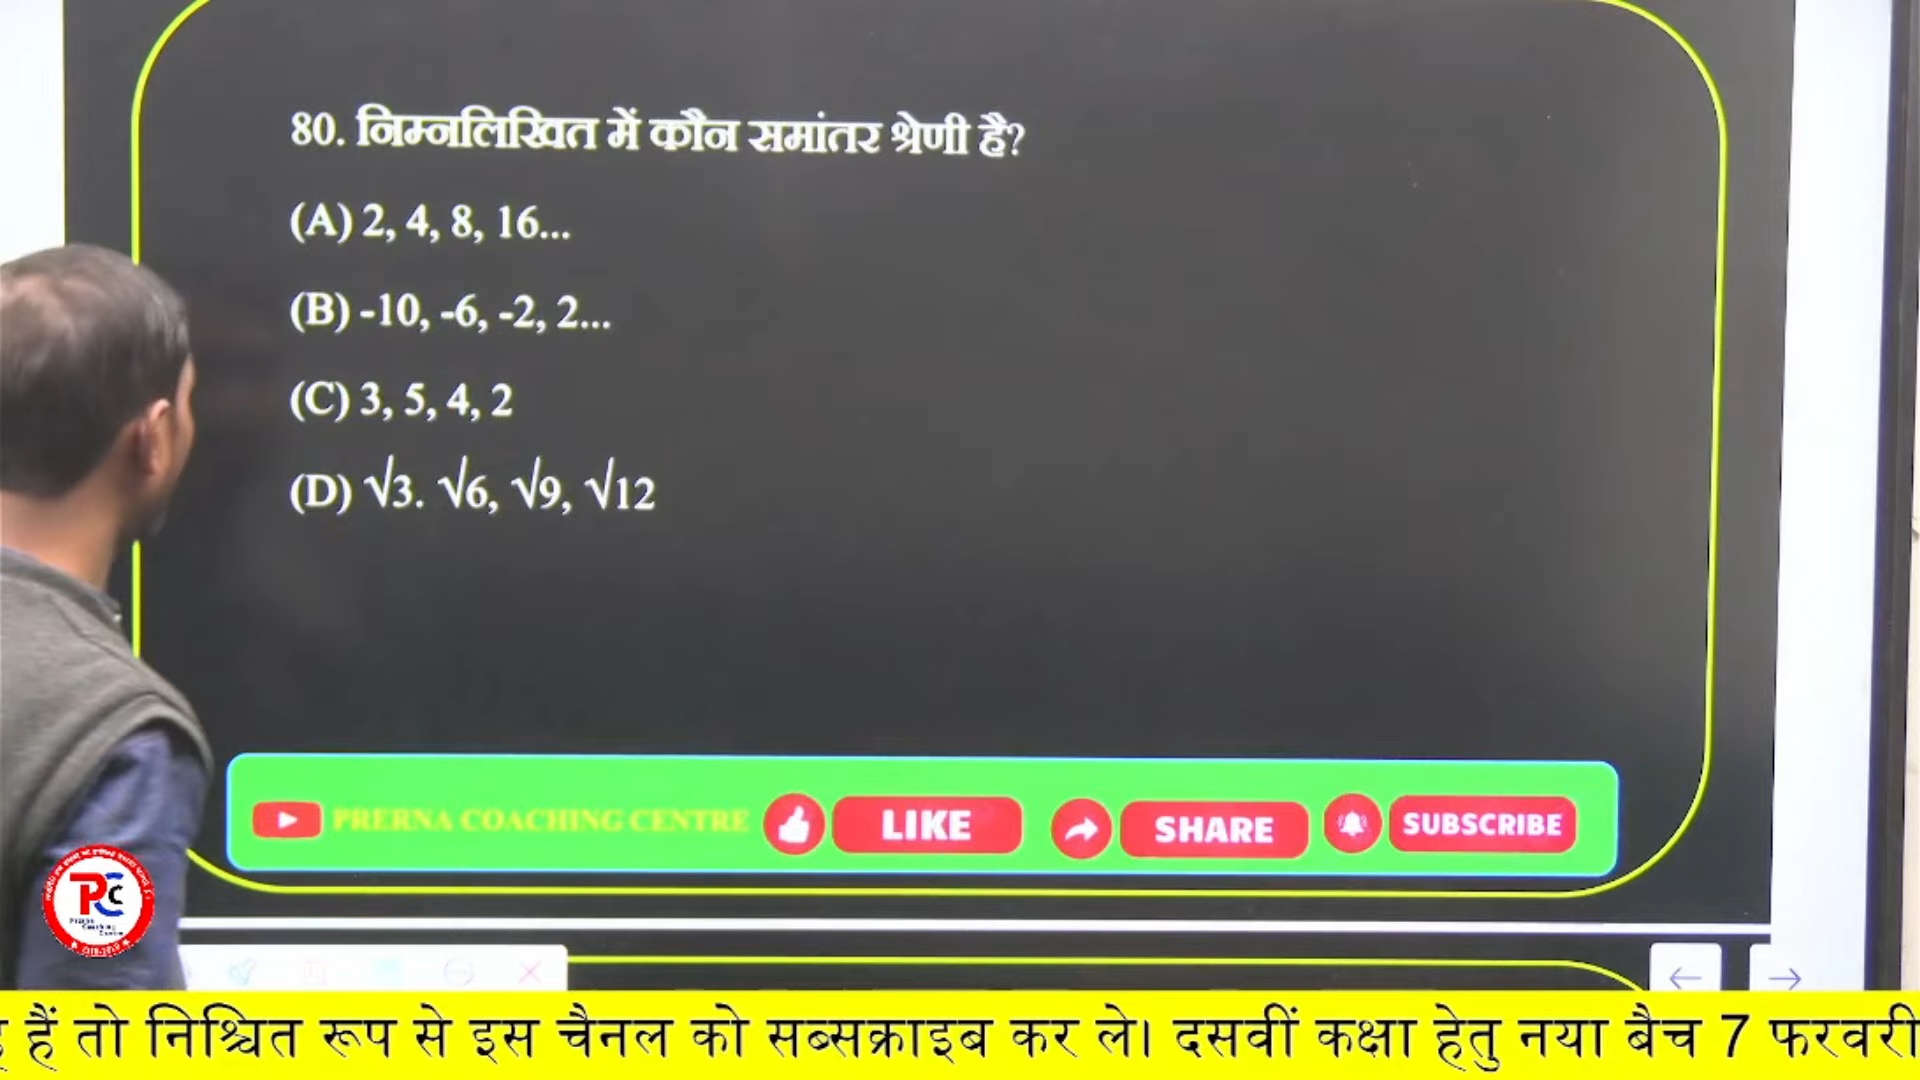 80. निम्नलिखित में कौन समांतर श्रेणी है?
(A) 2, 4, 8, 16...
(B) -10, -6, -2, 2...
(C) 3, 5, 4, 2
(D) √3. √6, √9, √12
PRERNA COACHING CENTRE LIKE SHARE SUBSCRIBE
PCC
हैं तो निश्चित रूप से इस चैनल को सब्सक्राइब कर ले। दसवीं कक्षा हेतु नया बैच 7 फरवरी